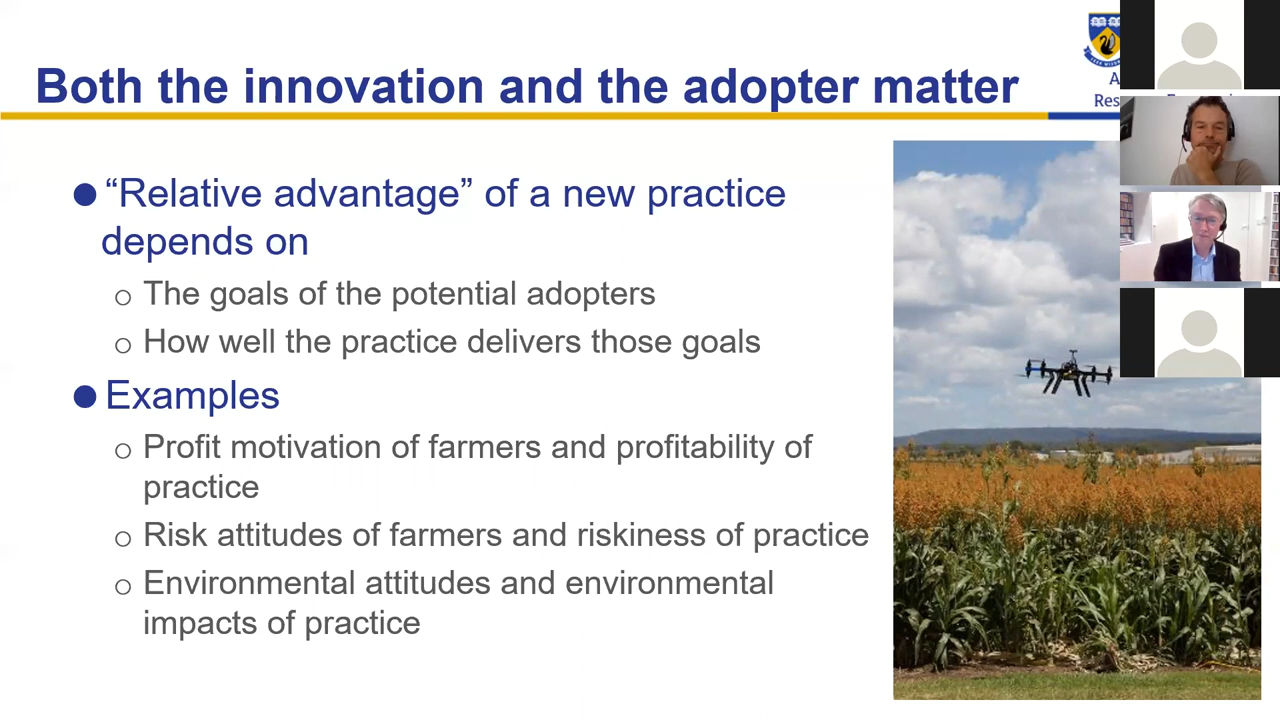 Both the innovation and the adopter matter
● “Relative advantage” of a new practice
depends on
○ The goals of the potential adopters
○ How well the practice delivers those goals
● Examples
○ Profit motivation of farmers and profitability of
practice
○ Risk attitudes of farmers and riskiness of practice
○ Environmental attitudes and environmental
impacts of practice